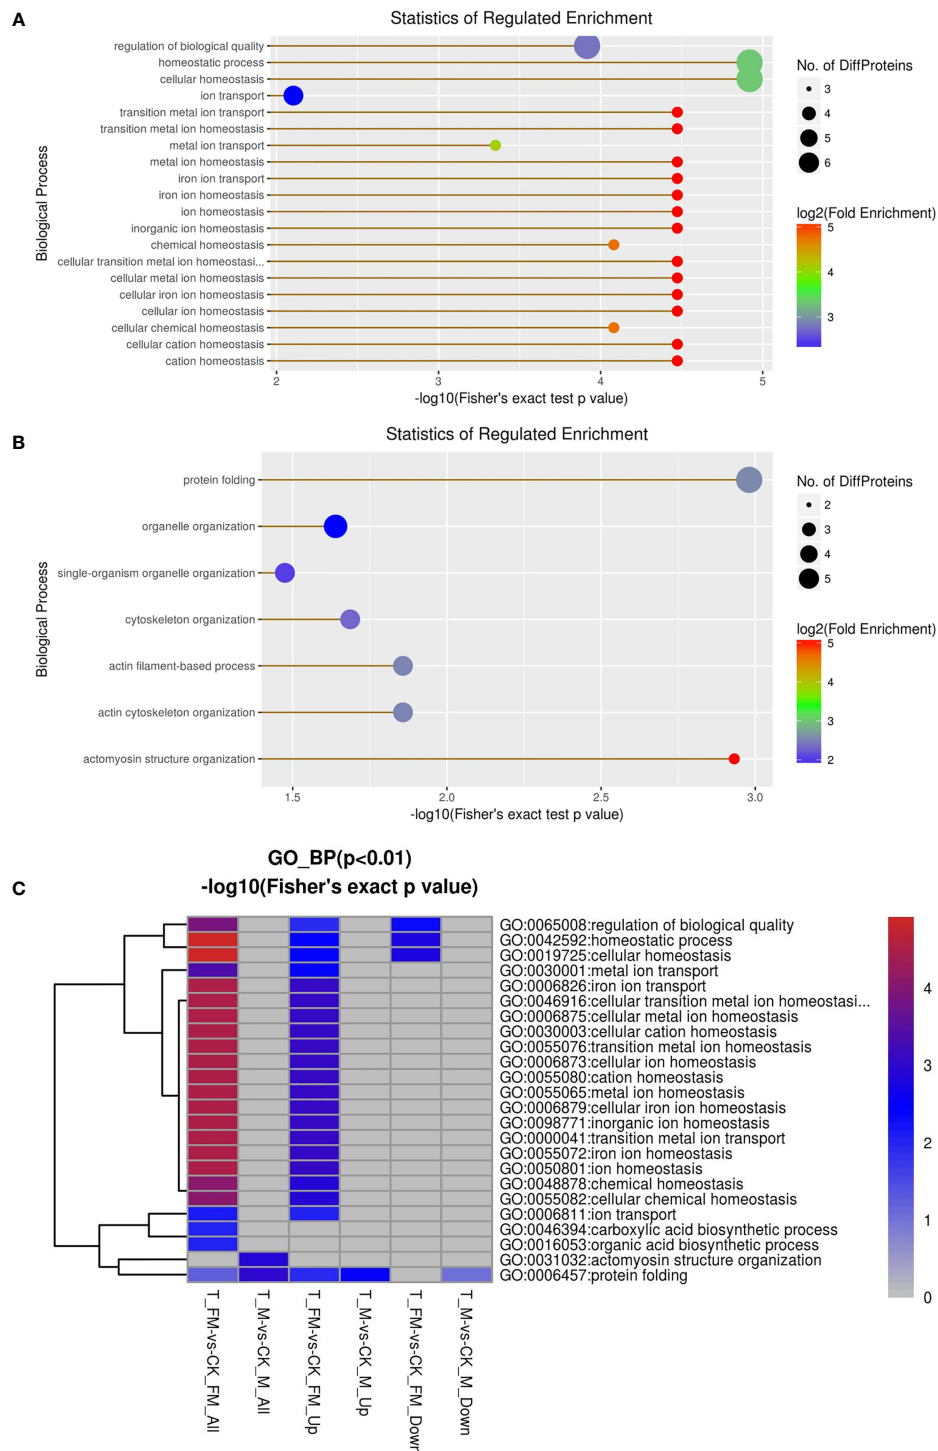 A
Statistics of Regulated Enrichment
Biological Process
regulation of biological quality
homeostatic process
cellular homeostasis
ion transport
transition metal ion transport
transition metal ion homeostasis
metal ion transport
metal ion homeostasis
iron ion transport
iron ion homeostasis
ion homeostasis
inorganic ion homeostasis
chemical homeostasis
cellular transition metal ion homeostasi...
cellular metal ion homeostasis
cellular iron ion homeostasis
cellular ion homeostasis
cellular chemical homeostasis
cellular cation homeostasis
cation homeostasis
2 3 4 5
-log10(Fisher's exact test p value)
No. of DiffProteins
3
4
5
6
log2(Fold Enrichment)
5
4
3
B
Statistics of Regulated Enrichment
Biological Process
protein folding
organelle organization
single-organism organelle organization
cytoskeleton organization
actin filament-based process
actin cytoskeleton organization
actomyosin structure organization
1.5 2.0 2.5 3.0
-log10(Fisher's exact test p value)
No. of DiffProteins
2
3
4
5
log2(Fold Enrichment)
5
4
3
2
C
GO_BP(p<0.01)
-log10(Fisher's exact p value)
GO:0065008:regulation of biological quality
GO:0042592:homeostatic process
GO:0019725:cellular homeostasis
GO:0030001:metal ion transport
GO:0006826:iron ion transport
GO:0046916:cellular transition metal ion homeostasi...
GO:0006875:cellular metal ion homeostasis
GO:0030003:cellular cation homeostasis
GO:0055076:transition metal ion homeostasis
GO:0006873:cellular ion homeostasis
GO:0055080:cation homeostasis
GO:0055065:metal ion homeostasis
GO:0006879:cellular iron ion homeostasis
GO:0098771:inorganic ion homeostasis
GO:0000041:transition metal ion transport
GO:0055072:iron ion homeostasis
GO:0050801:ion homeostasis
GO:0048878:chemical homeostasis
GO:0055082:cellular chemical homeostasis
GO:0006811:ion transport
GO:0046394:carboxylic acid biosynthetic process
GO:0016053:organic acid biosynthetic process
GO:0031032:actomyosin structure organization
GO:0006457:protein folding
T_FM-vs-CK_FM_All
T_M-vs-CK_M_All
T_FM-vs-CK_FM_Up
T_M-vs-CK_M_Up
T_FM-vs-CK_FM_Down
T_M-vs-CK_M_Down
4
3
2
1
0